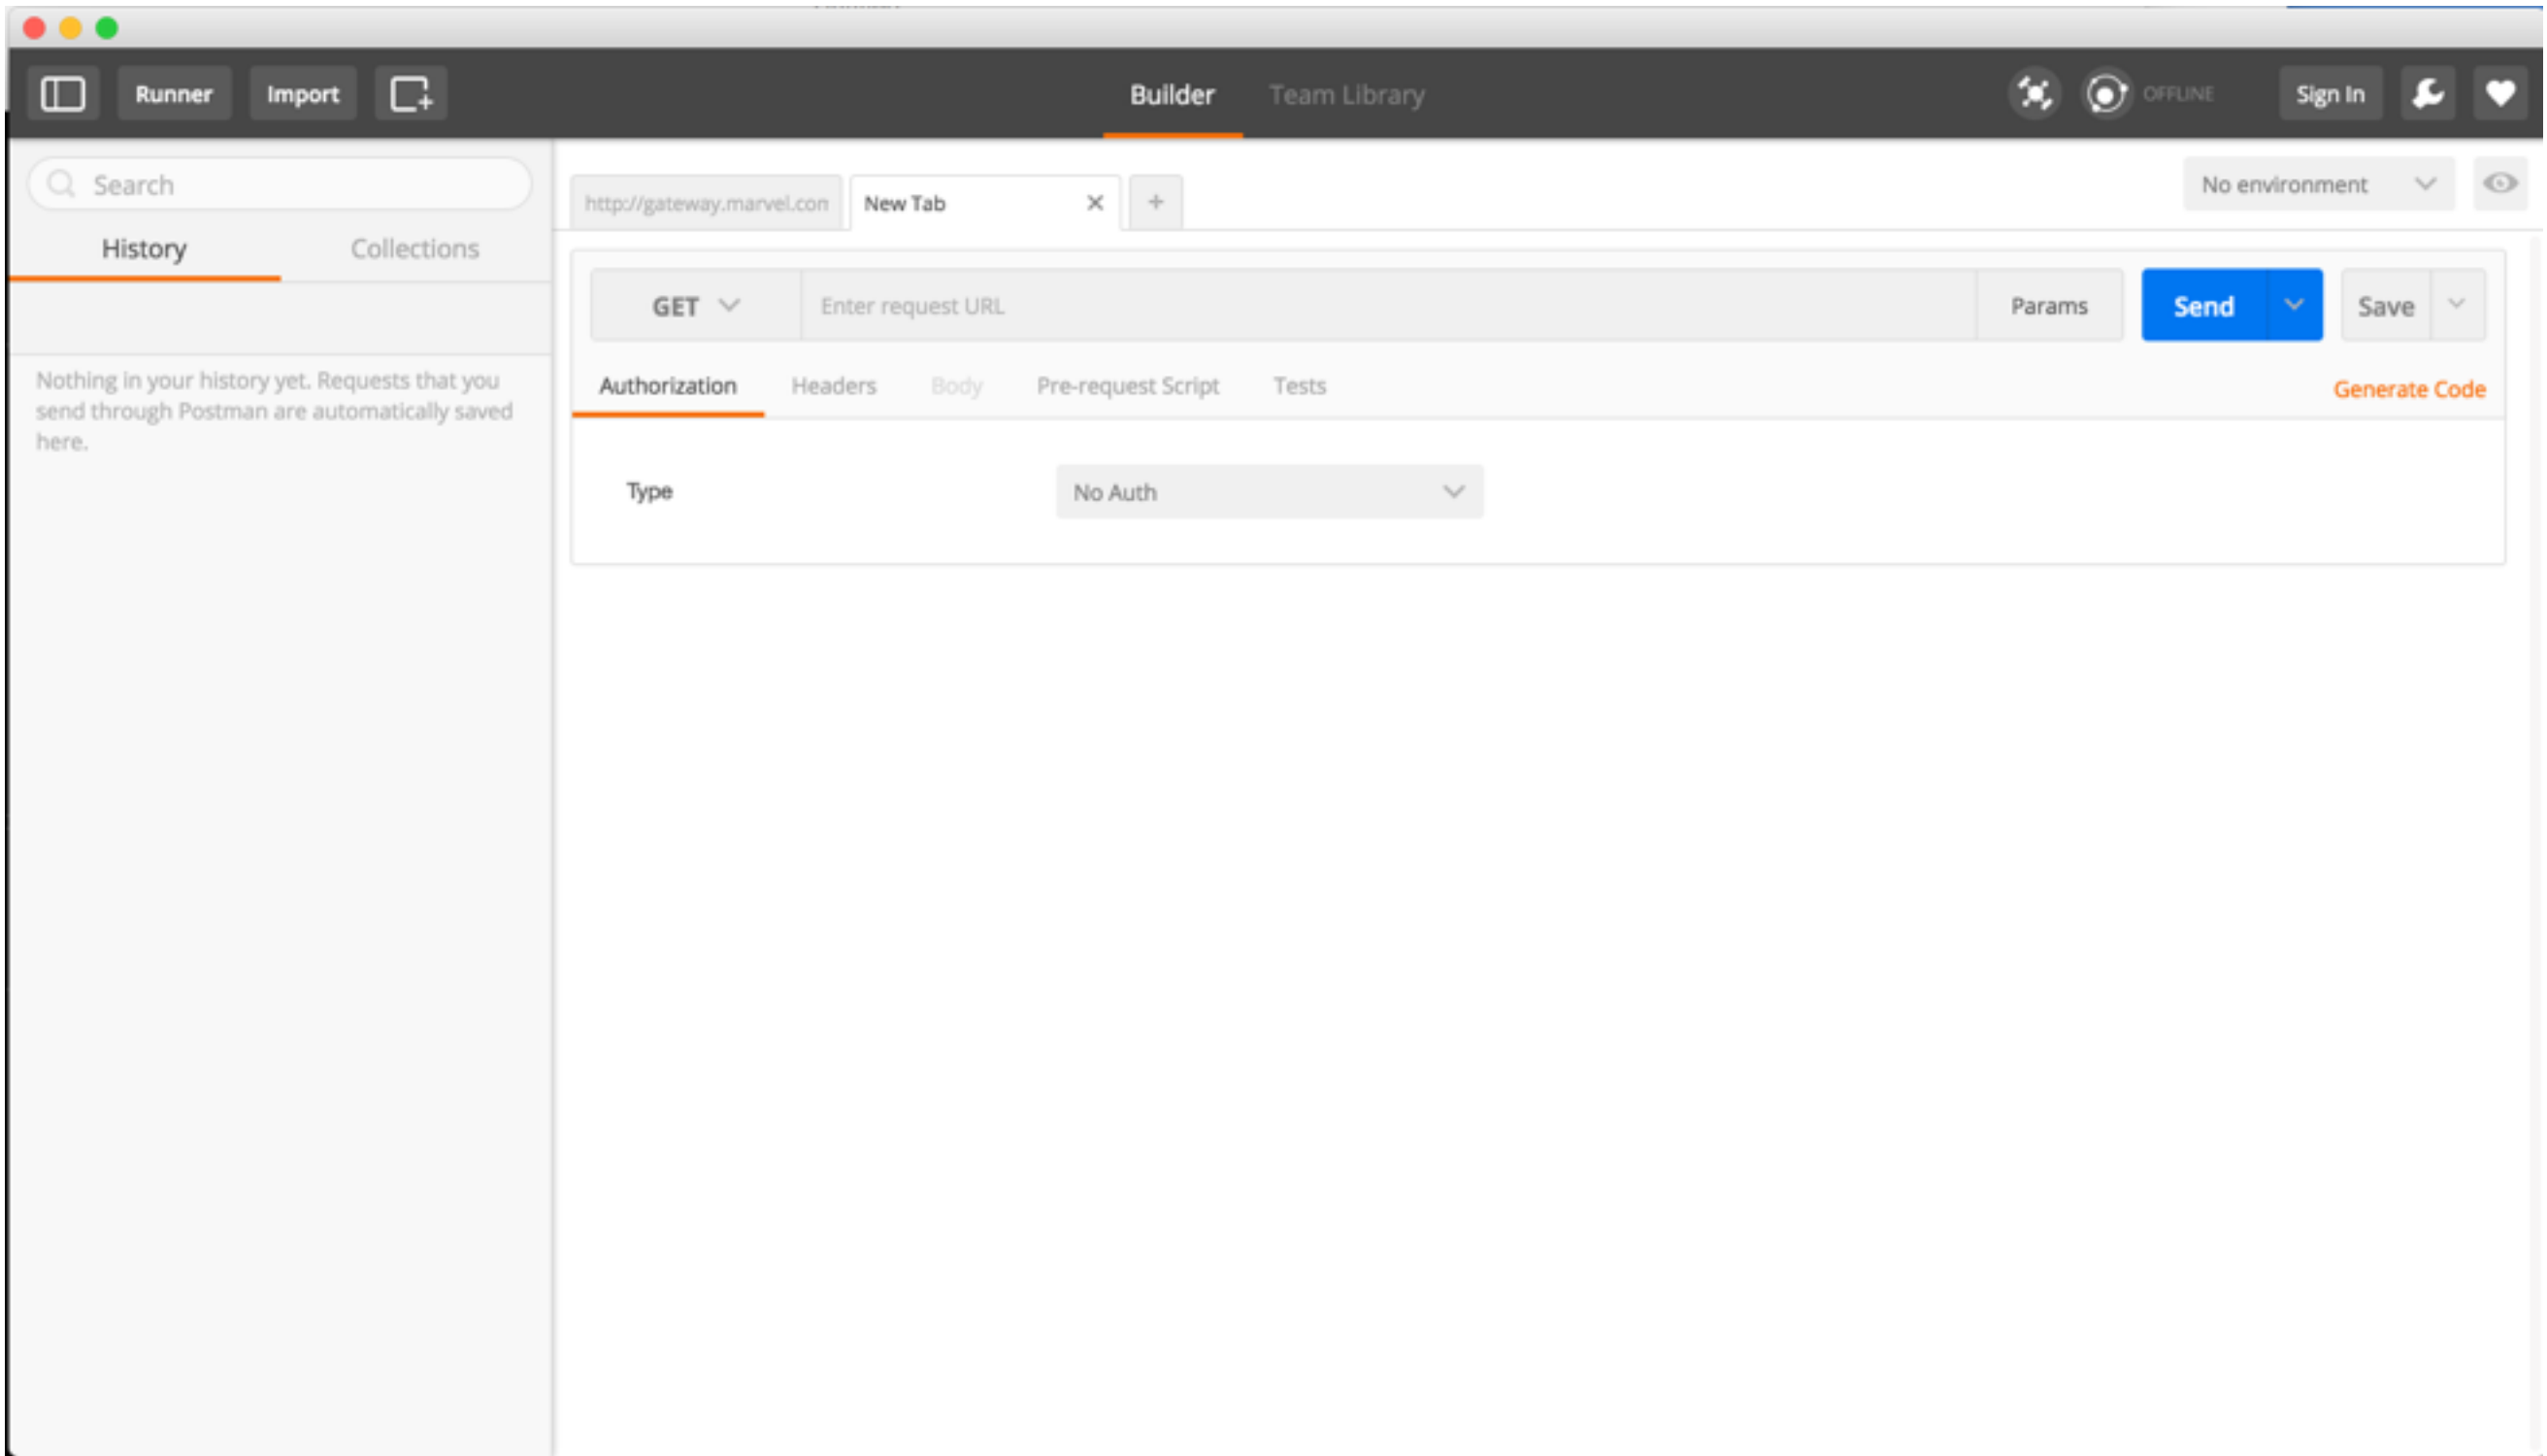 Runner Import Builder Team Library OFFLINE Sign In
Search
History Collections
Nothing in your history yet. Requests that you
send through Postman are automatically saved
here.
http://gateway.marvel.com New Tab No environment
GET Enter request URL Params Send Save
Authorization Headers Body Pre-request Script Tests Generate Code
Type No Auth